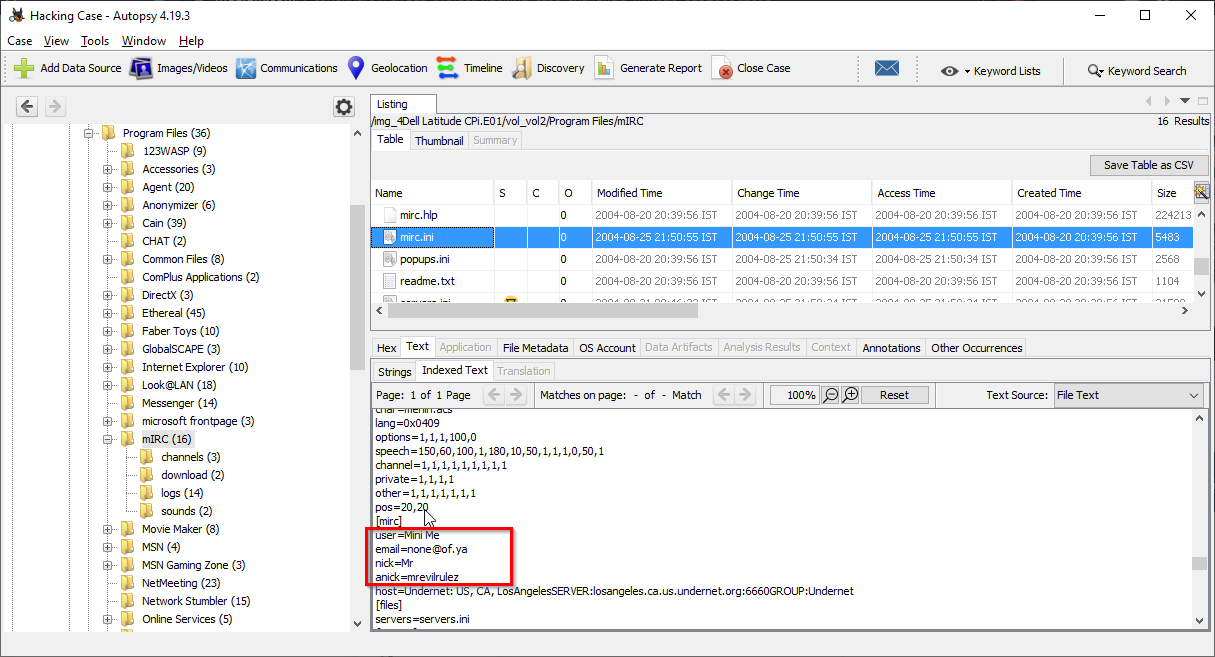 Hacking Case - Autopsy 4.19.3
Case View Tools Window Help
Add Data Source Images/Videos Communications Geolocation Timeline Discovery Generate Report Close Case Keyword Lists Keyword Search
Program Files (36)
123WASP (9)
Accessories (3)
Agent (20)
Anonymizer (6)
Cain (39)
CHAT (2)
Common Files (8)
ComPlus Applications (2)
DirectX (3)
Ethereal (45)
Faber Toys (10)
GlobalSCAPE (3)
Internet Explorer (10)
Look@LAN (18)
Messenger (14)
microsoft frontpage (3)
mIRC (16)
channels (3)
download (2)
logs (14)
sounds (2)
Movie Maker (8)
MSN (4)
MSN Gaming Zone (3)
NetMeeting (23)
Network Stumbler (15)
Online Services (5)
Listing
/img_4Dell Latitude CPi.E01/vol_vol2/Program Files/mIRC 16 Results
Table Thumbnail Summary
Save Table as CSV
Name S C O Modified Time Change Time Access Time Created Time Size
mirc.hlp 0 2004-08-20 20:39:56 IST 2004-08-20 20:39:56 IST 2004-08-20 20:39:56 IST 2004-08-20 20:39:56 IST 224213
mirc.ini 0 2004-08-25 21:50:55 IST 2004-08-25 21:50:55 IST 2004-08-25 21:50:55 IST 2004-08-20 20:39:56 IST 5483
popups.ini 0 2004-08-20 20:39:56 IST 2004-08-25 21:50:34 IST 2004-08-25 21:50:34 IST 2004-08-20 20:39:56 IST 2568
readme.txt 0 2004-08-20 20:39:56 IST 2004-08-20 20:39:56 IST 2004-08-20 20:39:56 IST 2004-08-20 20:39:56 IST 1104
Hex Text Application File Metadata OS Account Data Artifacts Analysis Results Context Annotations Other Occurrences
Strings Indexed Text Translation
Page: 1 of 1 Page Matches on page: - of - Match 100% Reset Text Source: File Text
char=merlin.acs
lang=0x0409
options=1,1,1,100,0
speech=150,60,100,1,180,10,50,1,1,1,0,50,1
channel=1,1,1,1,1,1,1,1,1
private=1,1,1,1
other=1,1,1,1,1,1,1
pos=20,20
[mirc]
user=Mini Me
email=none@of.ya
nick=Mr
anick=mrevilrulez
host=Undernet: US, CA, LosAngelesSERVER:losangeles.ca.us.undernet.org:6660GROUP:Undernet
[files]
servers=servers.ini